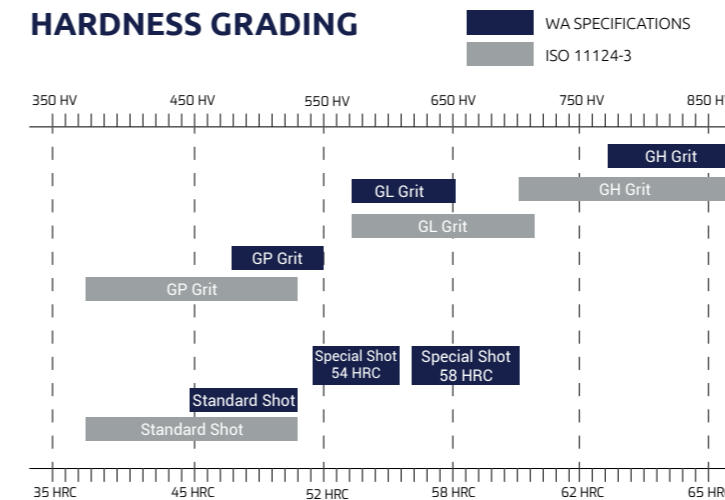 HARDNESS GRADING
WA SPECIFICATIONS
ISO 11124-3
350 HV 450 HV 550 HV 650 HV 750 HV 850 H
GH Grit
GL Grit GH Grit
GL Grit
GP Grit
GP Grit
Special Shot Special Shot
54 HRC 58 HRC
Standard Shot
Standard Shot
35 HRC 45 HRC 52 HRC 58 HRC 62 HRC 65 HR